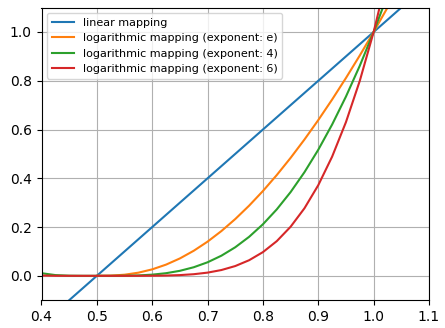 linear mapping
logarithmic mapping (exponent: e)
logarithmic mapping (exponent: 4)
logarithmic mapping (exponent: 6)
1.0
0.8
0.6
0.4
0.2
0.0
0.4 0.5 0.6 0.7 0.8 0.9 1.0 1.1